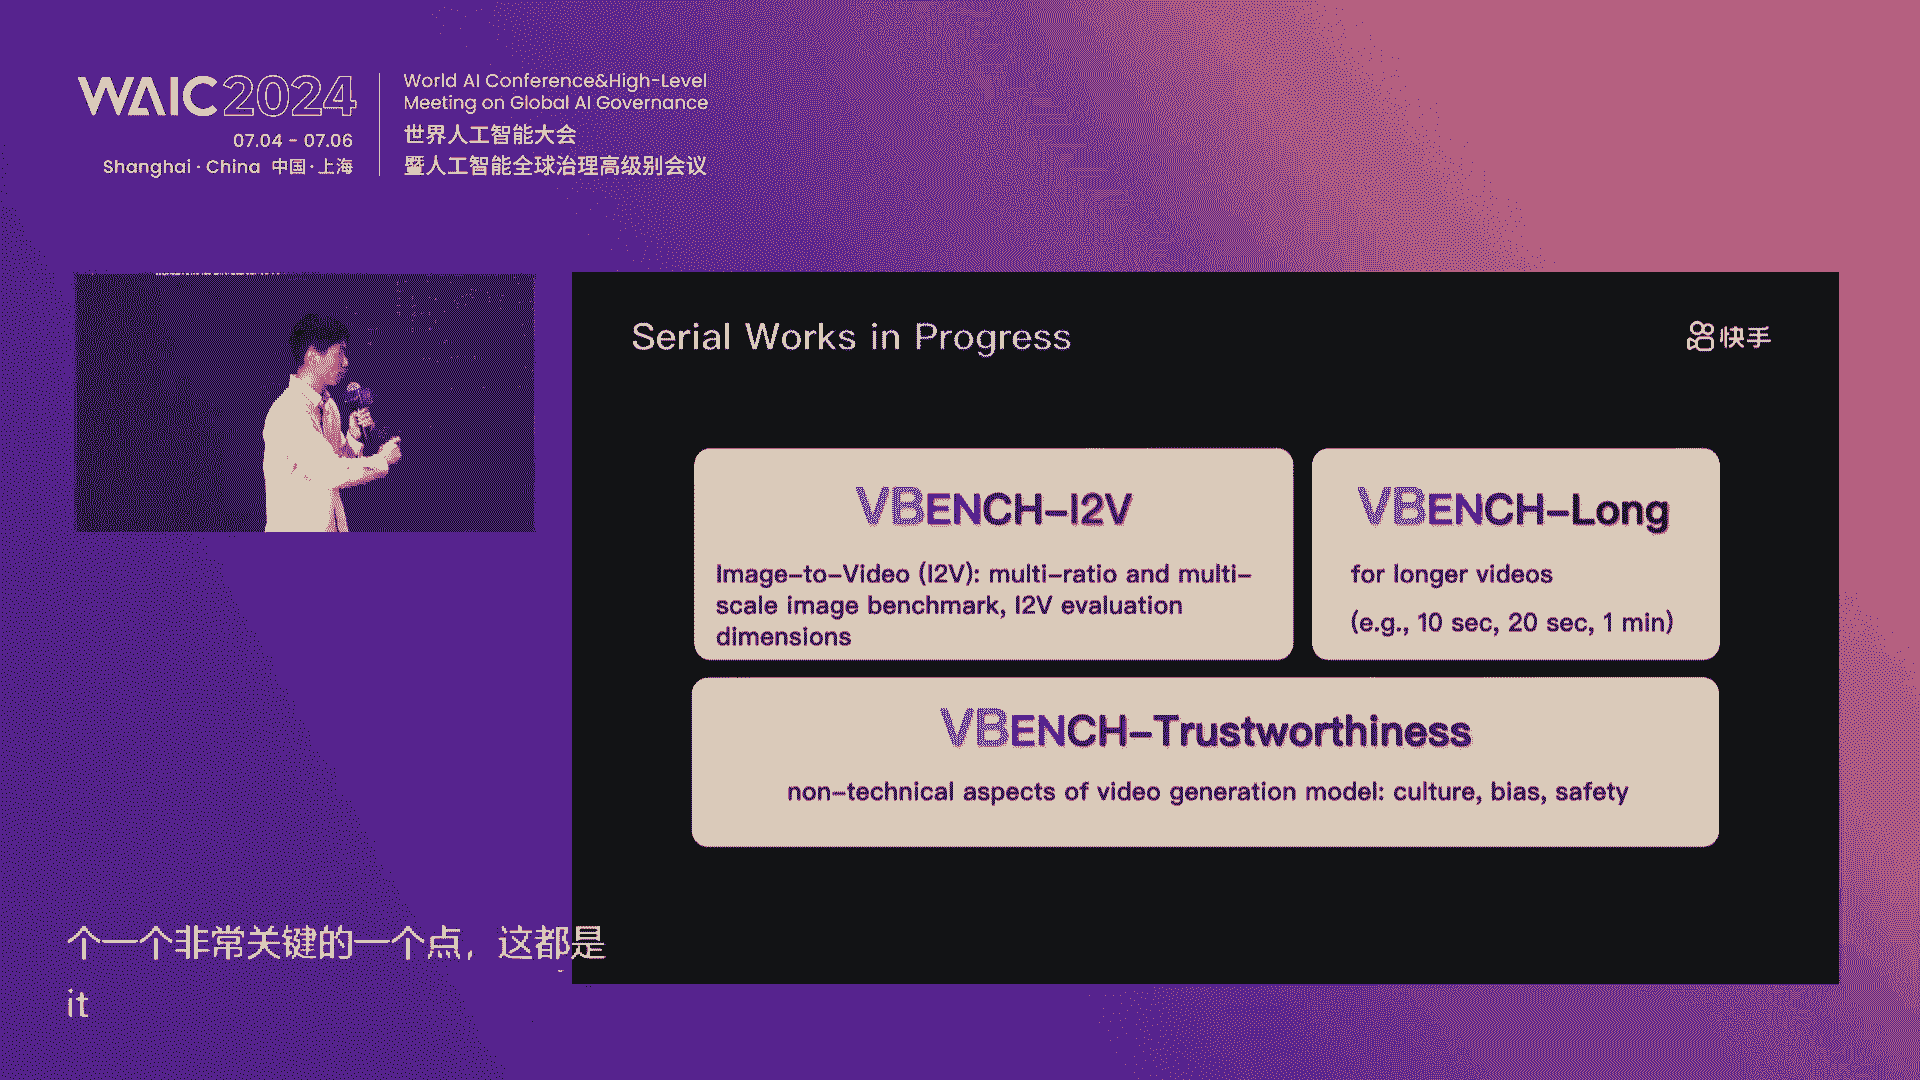 WAIC 2024
07.04 - 07.06
Shanghai · China 中国·上海
World AI Conference&High-Level
Meeting on Global AI Governance
世界人工智能大会
暨人工智能全球治理高级别会议
Serial Works in Progress
快手
VBENCH-I2V
Image-to-Video (I2V): multi-ratio and multi-
scale image benchmark, I2V evaluation
dimensions
VBENCH-Long
for longer videos
(e.g., 10 sec, 20 sec, 1 min)
VBENCH-Trustworthiness
non-technical aspects of video generation model: culture, bias, safety
个一个非常关键的一个点，这都是
it